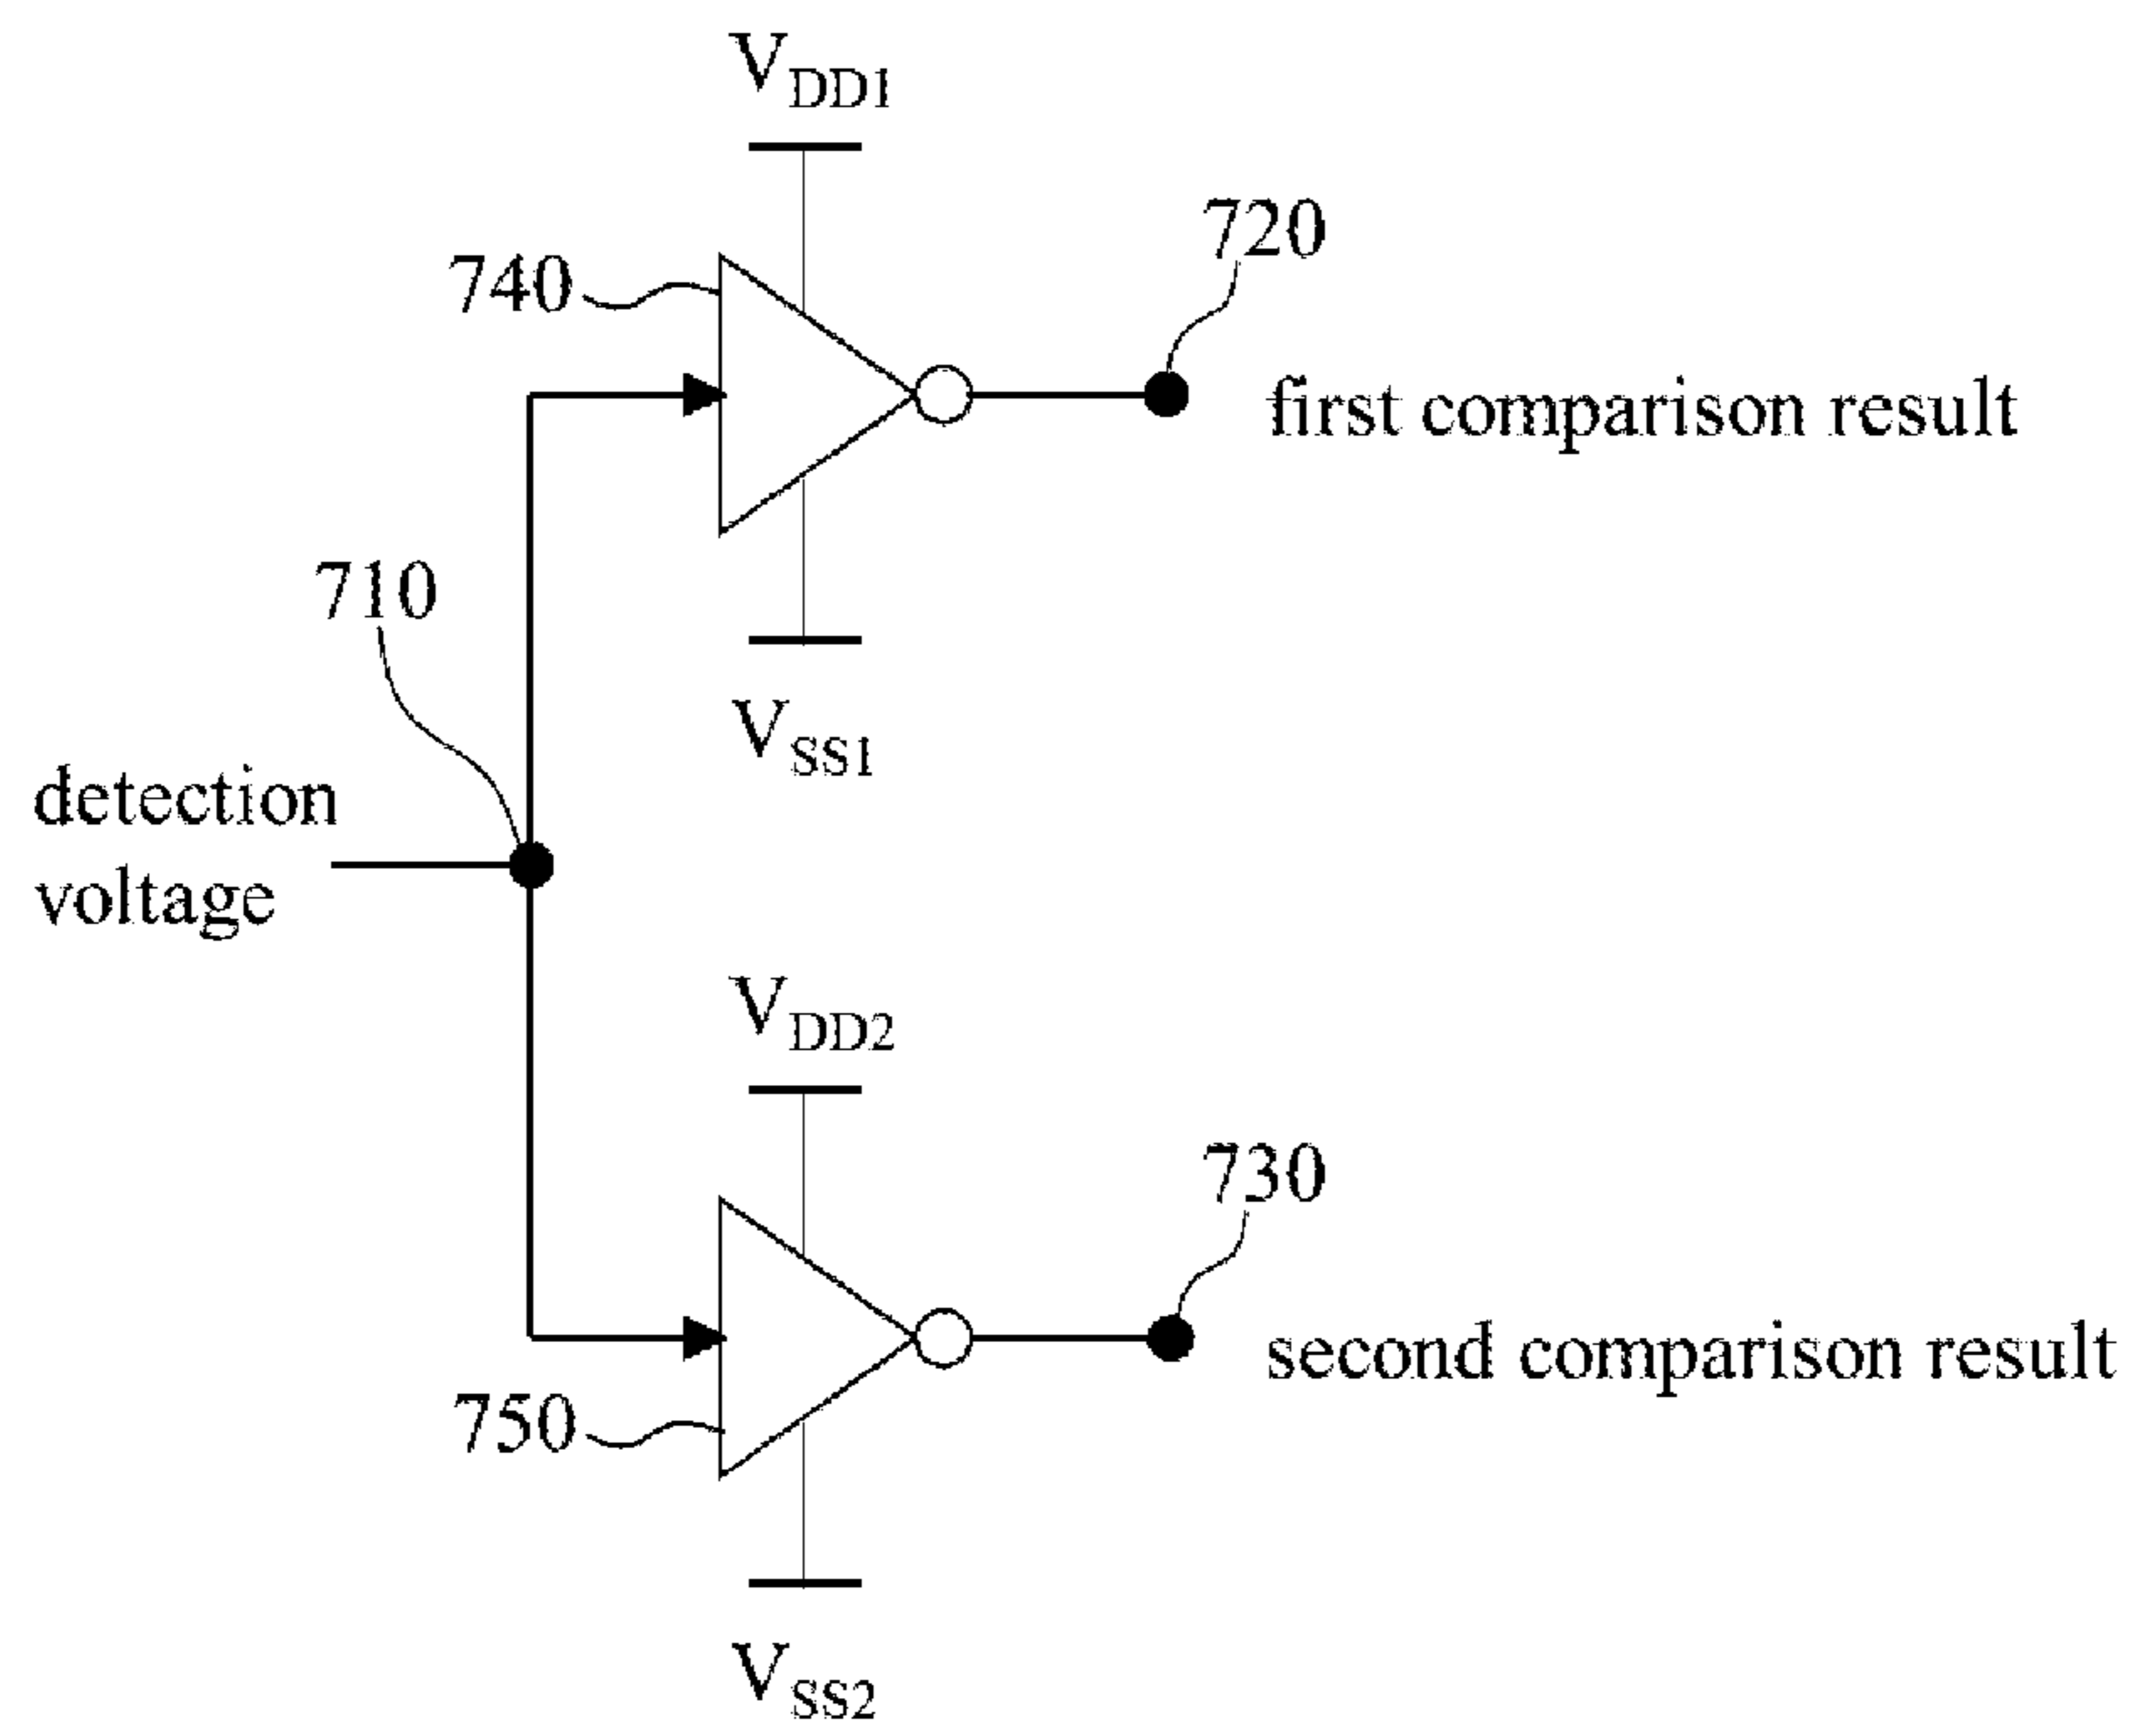 VDD1
720
740
first comparison result
710
VSS1
detection
voltage
VDD2
730
second comparison result
750
VSS2